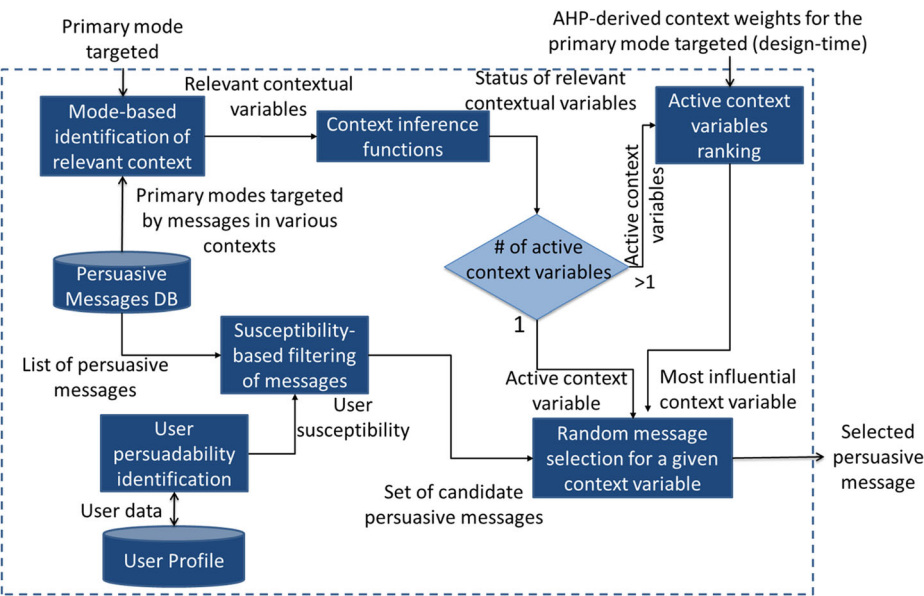 Primary mode
targeted
AHP-derived context weights for the
primary mode targeted (design-time)
Mode-based
identification of
relevant context
Relevant contextual
variables
Context inference
functions
Status of relevant
contextual variables
Active context
variables
ranking
Active context
variables
Primary modes targeted
by messages in various
contexts
# of active
context variables
>1
1
Persuasive
Messages DB
List of persuasive
messages
Susceptibility-
based filtering
of messages
User
susceptibility
Active context
variable
Most influential
context variable
User
persuadability
identification
Random message
selection for a given
context variable
Selected
persuasive
message
Set of candidate
persuasive messages
User data
User Profile